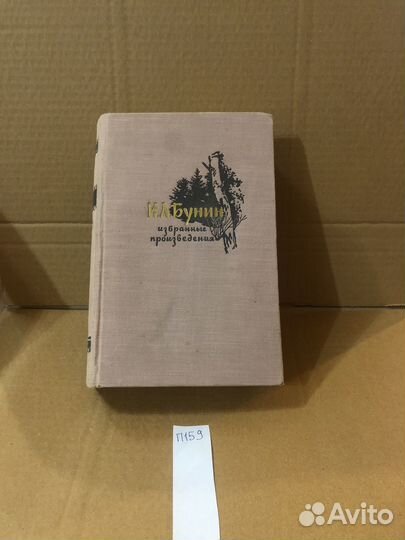 И.А.Бунин
избранные
произведения
П159
Avito